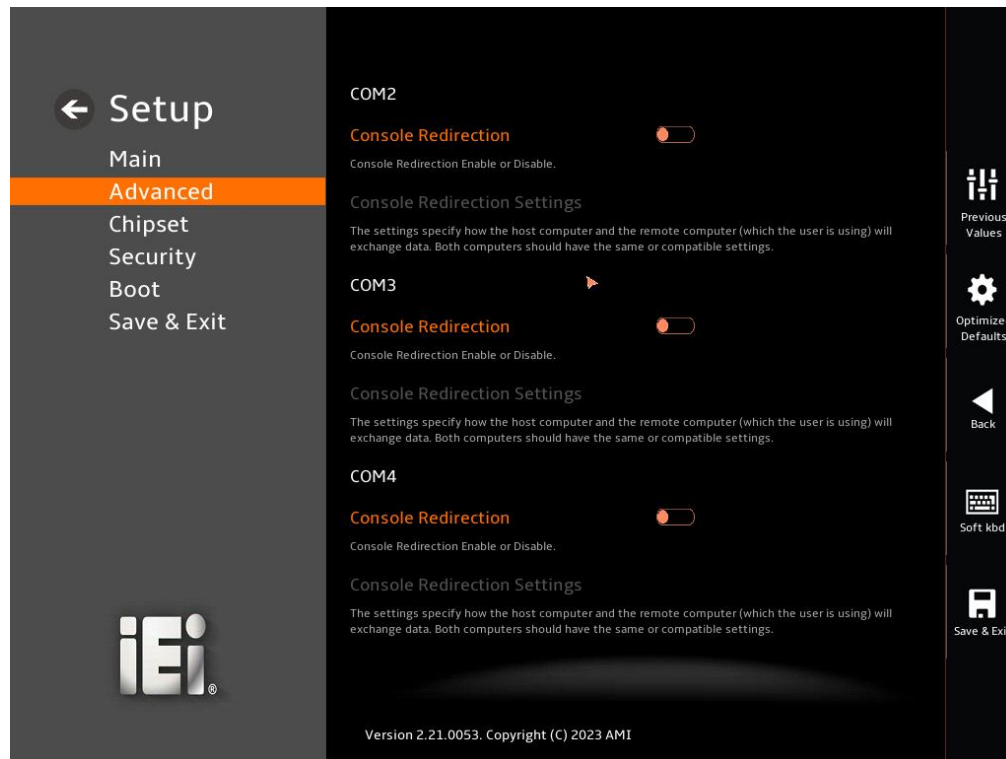 Setup
Main
Advanced
Chipset
Security
Boot
Save & Exit
iEi®
COM2
Console Redirection
Console Redirection Enable or Disable.
Console Redirection Settings
The settings specify how the host computer and the remote computer (which the user is using) will
exchange data. Both computers should have the same or compatible settings.
COM3
Console Redirection
Console Redirection Enable or Disable.
Console Redirection Settings
The settings specify how the host computer and the remote computer (which the user is using) will
exchange data. Both computers should have the same or compatible settings.
COM4
Console Redirection
Console Redirection Enable or Disable.
Console Redirection Settings
The settings specify how the host computer and the remote computer (which the user is using) will
exchange data. Both computers should have the same or compatible settings.
Version 2.21.0053. Copyright (C) 2023 AMI
Previous
Values
Optimize
Defaults
Back
Soft kbd
Save & Exi